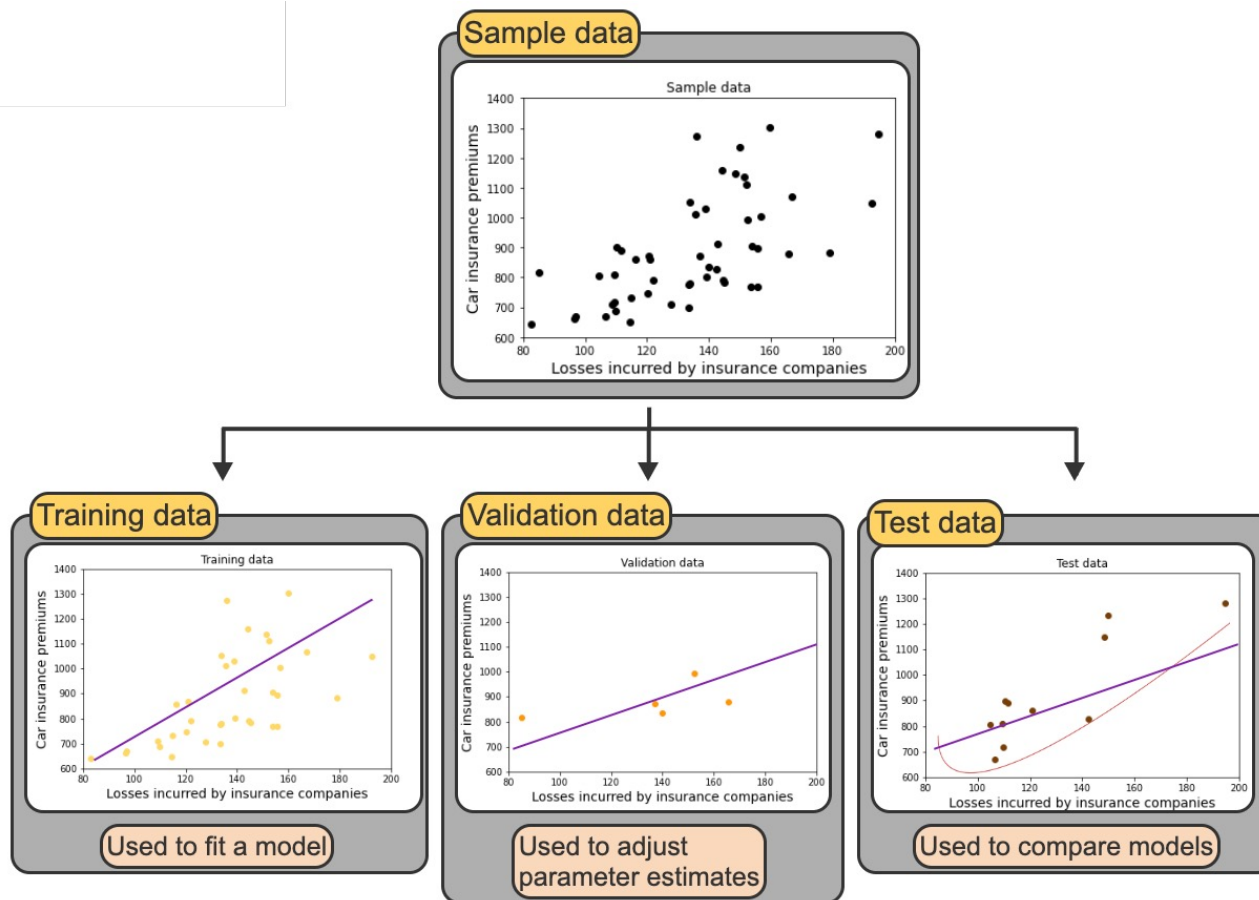 Sample data
Sample data
Car insurance premiums
1400
1300
1200
1100
1000
900
800
700
600
80 100 120 140 160 180 200
Losses incurred by insurance companies
Training data
Training data
Car insurance premiums
1400
1300
1200
1100
1000
900
800
700
600
80 100 120 140 160 180 200
Losses incurred by insurance companies
Used to fit a model
Validation data
Validation data
Car insurance premiums
1400
1300
1200
1100
1000
900
800
700
600
80 100 120 140 160 180 200
Losses incurred by insurance companies
Used to adjust
parameter estimates
Test data
Test data
Car insurance premiums
1400
1300
1200
1100
1000
900
800
700
600
80 100 120 140 160 180 200
Losses incurred by insurance companies
Used to compare models